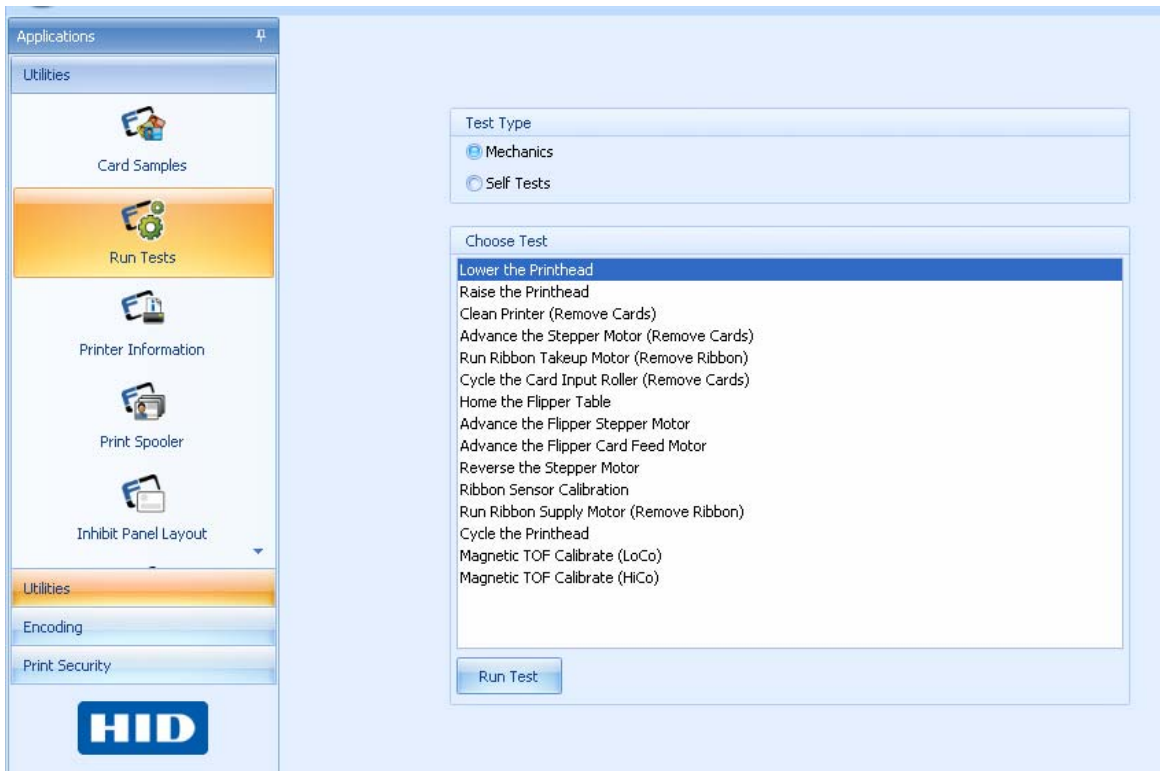 Applications
Utilities
Card Samples
Run Tests
Printer Information
Print Spooler
Inhibit Panel Layout
Utilities
Encoding
Print Security
HID
Test Type
Mechanics
Self Tests
Choose Test
Lower the Printhead
Raise the Printhead
Clean Printer (Remove Cards)
Advance the Stepper Motor (Remove Cards)
Run Ribbon Takeup Motor (Remove Ribbon)
Cycle the Card Input Roller (Remove Cards)
Home the Flipper Table
Advance the Flipper Stepper Motor
Advance the Flipper Card Feed Motor
Reverse the Stepper Motor
Ribbon Sensor Calibration
Run Ribbon Supply Motor (Remove Ribbon)
Cycle the Printhead
Magnetic TOF Calibrate (LoCo)
Magnetic TOF Calibrate (HiCo)
Run Test